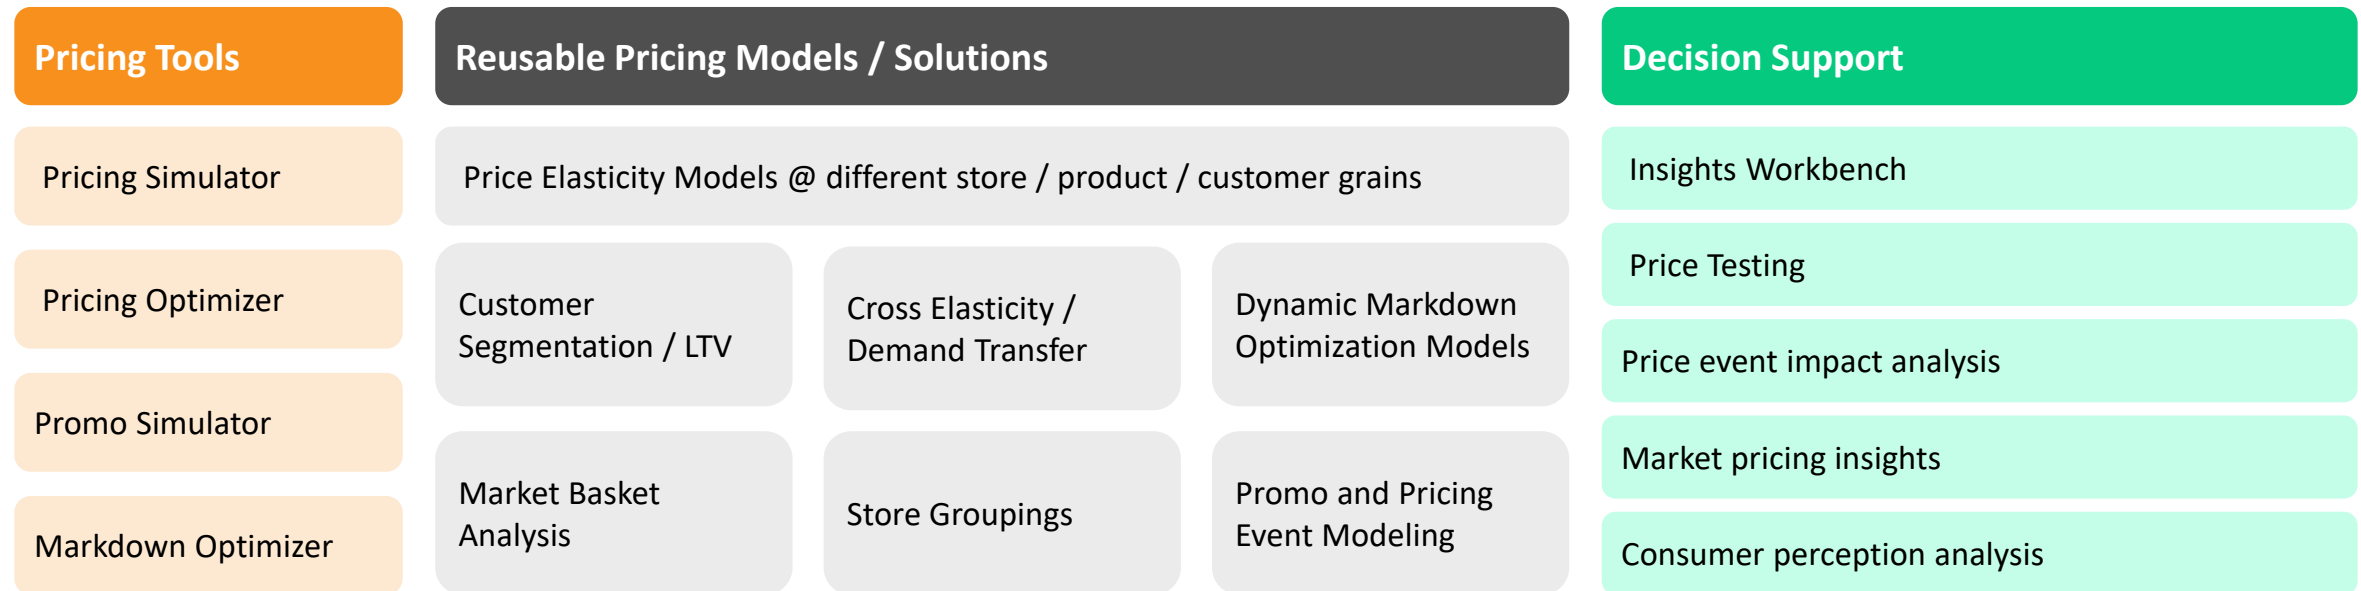 Pricing Tools
Pricing Simulator
Pricing Optimizer
Promo Simulator
Markdown Optimizer
Reusable Pricing Models / Solutions
Price Elasticity Models @ different store / product / customer grains
Customer
Segmentation / LTV
Cross Elasticity /
Demand Transfer
Dynamic Markdown
Optimization Models
Market Basket
Analysis
Store Groupings
Promo and Pricing
Event Modeling
Decision Support
Insights Workbench
Price Testing
Price event impact analysis
Market pricing insights
Consumer perception analysis